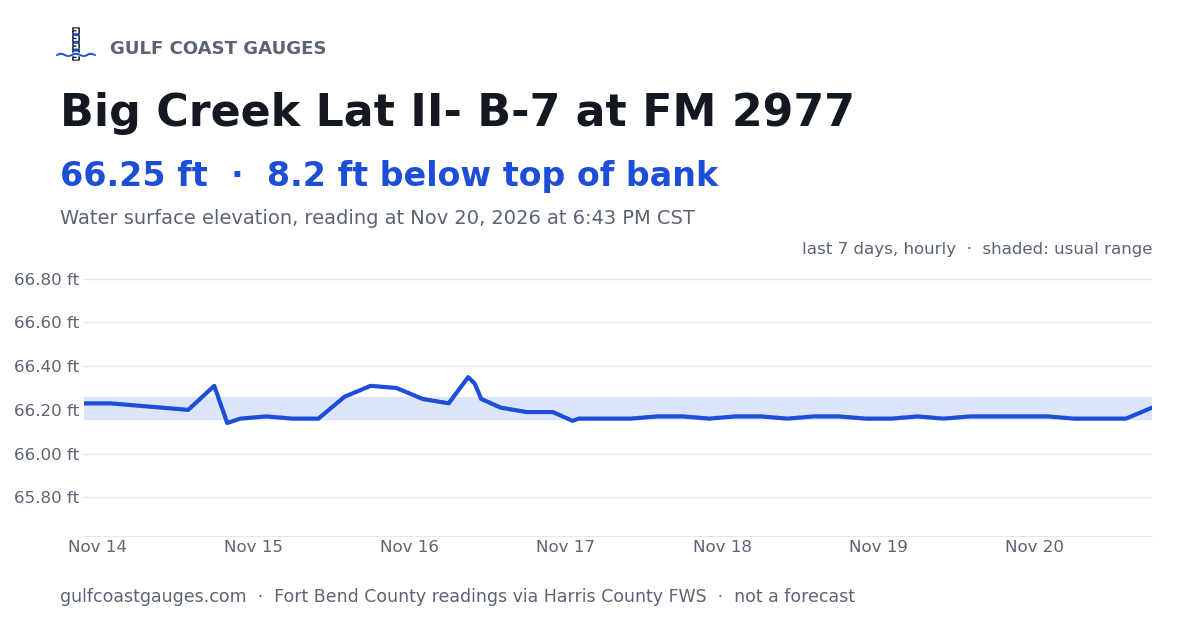 GULF COAST GAUGES
Big Creek Lat II- B-7 at FM 2977
66.25 ft · 8.2 ft below top of bank
Water surface elevation, reading at Nov 20, 2026 at 6:43 PM CST
last 7 days, hourly · shaded: usual range
66.80 ft
66.60 ft
66.40 ft
66.20 ft
66.00 ft
65.80 ft
Nov 14 Nov 15 Nov 16 Nov 17 Nov 18 Nov 19 Nov 20
gulfcoastgauges.com · Fort Bend County readings via Harris County FWS · not a forecast